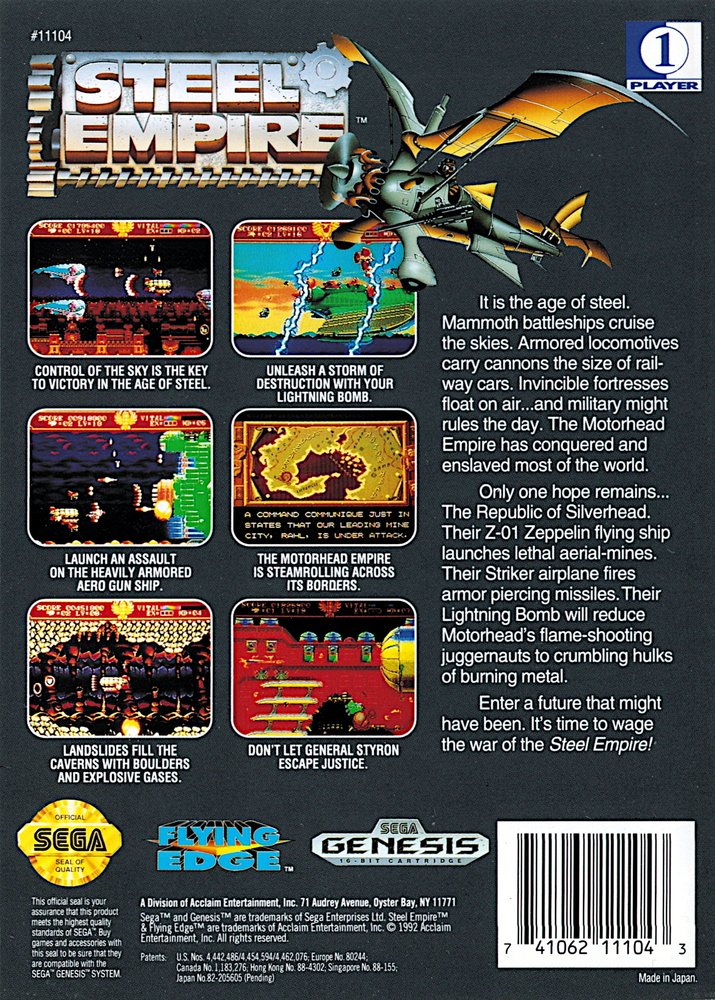 #11104
1
PLAYER
STEEL
EMPIRE™
CONTROL OF THE SKY IS THE KEY
TO VICTORY IN THE AGE OF STEEL.
UNLEASH A STORM OF
DESTRUCTION WITH YOUR
LIGHTNING BOMB.
LAUNCH AN ASSAULT
ON THE HEAVILY ARMORED
AERO GUN SHIP.
A COMMAND COMMUNIQUE JUST IN
STATES THAT OUR LEADING MINE
CITY, RAHL, IS UNDER ATTACK.
THE MOTORHEAD EMPIRE
IS STEAMROLLING ACROSS
ITS BORDERS.
LANDSLIDES FILL THE
CAVERNS WITH BOULDERS
AND EXPLOSIVE GASES.
DON'T LET GENERAL STYRON
ESCAPE JUSTICE.
It is the age of steel.
Mammoth battleships cruise
the skies. Armored locomotives
carry cannons the size of rail-
way cars. Invincible fortresses
float on air...and military might
rules the day. The Motorhead
Empire has conquered and
enslaved most of the world.
Only one hope remains...
The Republic of Silverhead.
Their Z-01 Zeppelin flying ship
launches lethal aerial-mines.
Their Striker airplane fires
armor piercing missiles. Their
Lightning Bomb will reduce
Motorhead's flame-shooting
juggernauts to crumbling hulks
of burning metal.
Enter a future that might
have been. It's time to wage
the war of the Steel Empire!
OFFICIAL
SEGA
SEAL OF
QUALITY
This official seal is your
assurance that this product
meets the highest quality
standards of SEGA™. Buy
games and accessories with
this seal to be sure that they
are compatible with the
SEGA™ GENESIS™ SYSTEM.
FLYING
EDGE™
SEGA
GENESIS
16-BIT CARTRIDGE
A Division of Acclaim Entertainment, Inc. 71 Audrey Avenue, Oyster Bay, NY 11771
Sega™ and Genesis™ are trademarks of Sega Enterprises Ltd. Steel Empire™
& Flying Edge™ are trademarks of Acclaim Entertainment, Inc. © 1992 Acclaim
Entertainment, Inc. All rights reserved.
Patents: U.S. Nos. 4,442,486/4,454,594/4,462,076; Europe No. 80244;
Canada No. 1,183,276; Hong Kong No. 88-4302; Singapore No. 88-155;
Japan No. 82-205605 (Pending)
7 41062 11104 3
Made in Japan.